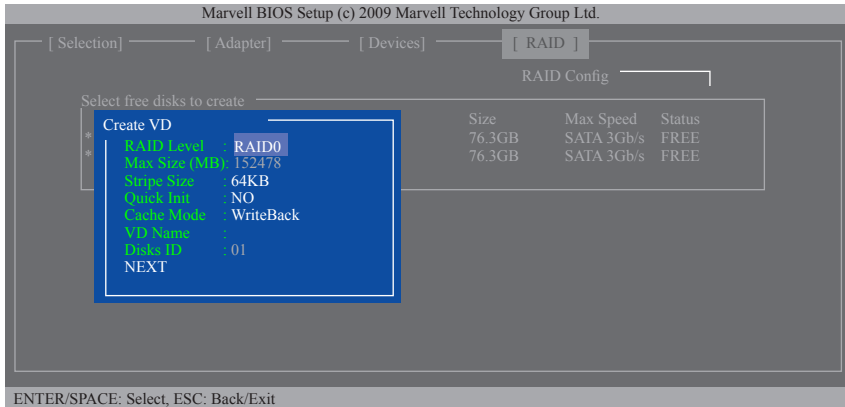 Marvell BIOS Setup (c) 2009 Marvell Technology Group Ltd.
[ Selection] [ Adapter] [ Devices] [ RAID ]
RAID Config
Select free disks to create
Size Max Speed Status
* 76.3GB SATA 3Gb/s FREE
* 76.3GB SATA 3Gb/s FREE
Create VD
RAID Level : RAID0
Max Size (MB): 152478
Stripe Size : 64KB
Quick Init : NO
Cache Mode : WriteBack
VD Name :
Disks ID : 01
NEXT
ENTER/SPACE: Select, ESC: Back/Exit